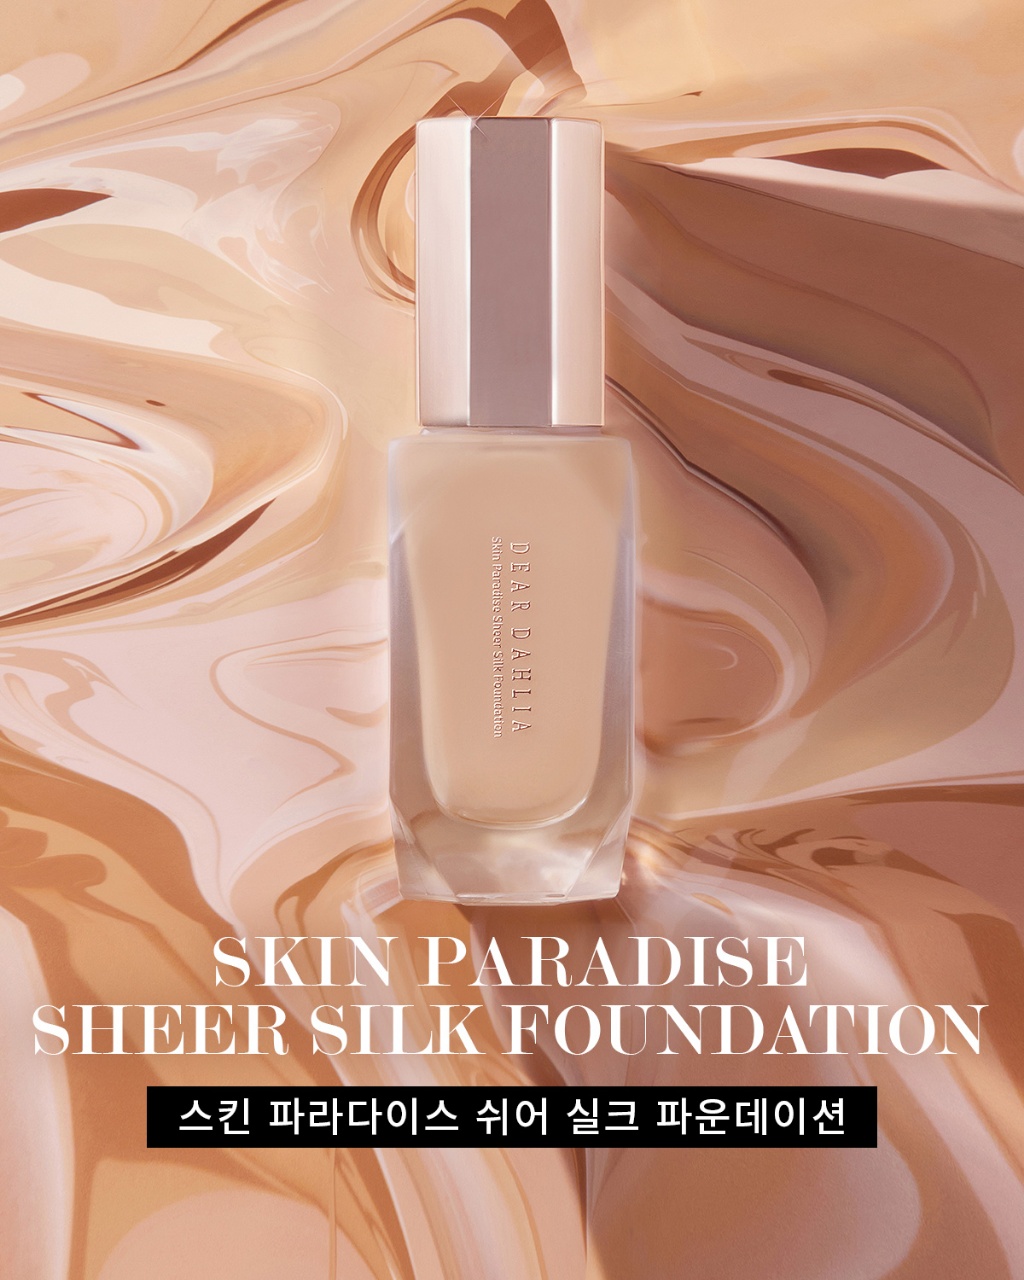 DEAR DAHLIA
Skin Paradise Sheer Silk Foundation
SKIN PARADISE
SHEER SILK FOUNDATION
스킨 파라다이스 쉬어 실크 파운데이션